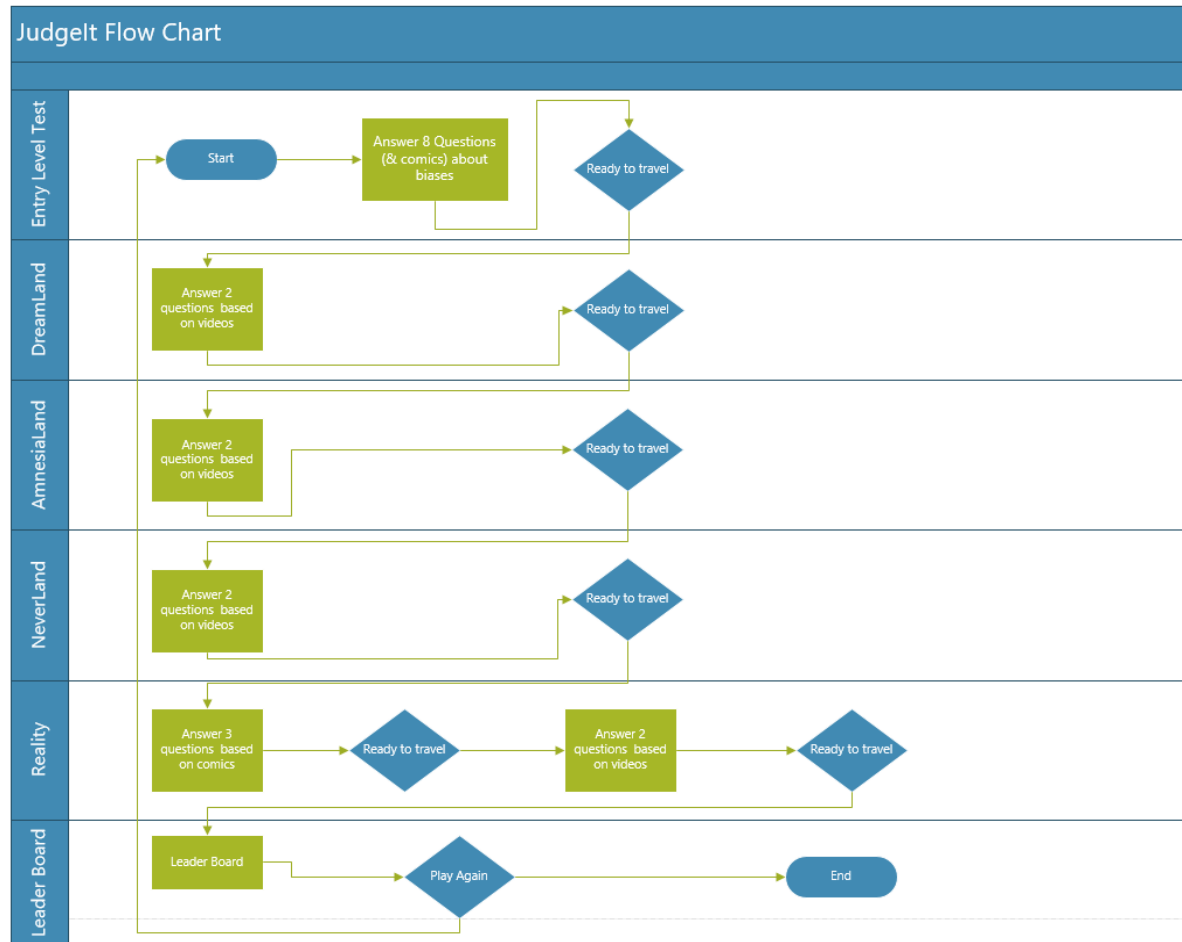 JudgeIt Flow Chart
Entry Level Test
Start
Answer 8 Questions
(& comics) about
biases
Ready to travel
DreamLand
Answer 2
questions based
on videos
Ready to travel
AmnesiaLand
Answer 2
questions based
on videos
Ready to travel
NeverLand
Answer 2
questions based
on videos
Ready to travel
Reality
Answer 3
questions based
on comics
Ready to travel
Answer 2
questions based
on videos
Ready to travel
Leader Board
Leader Board
Play Again
End